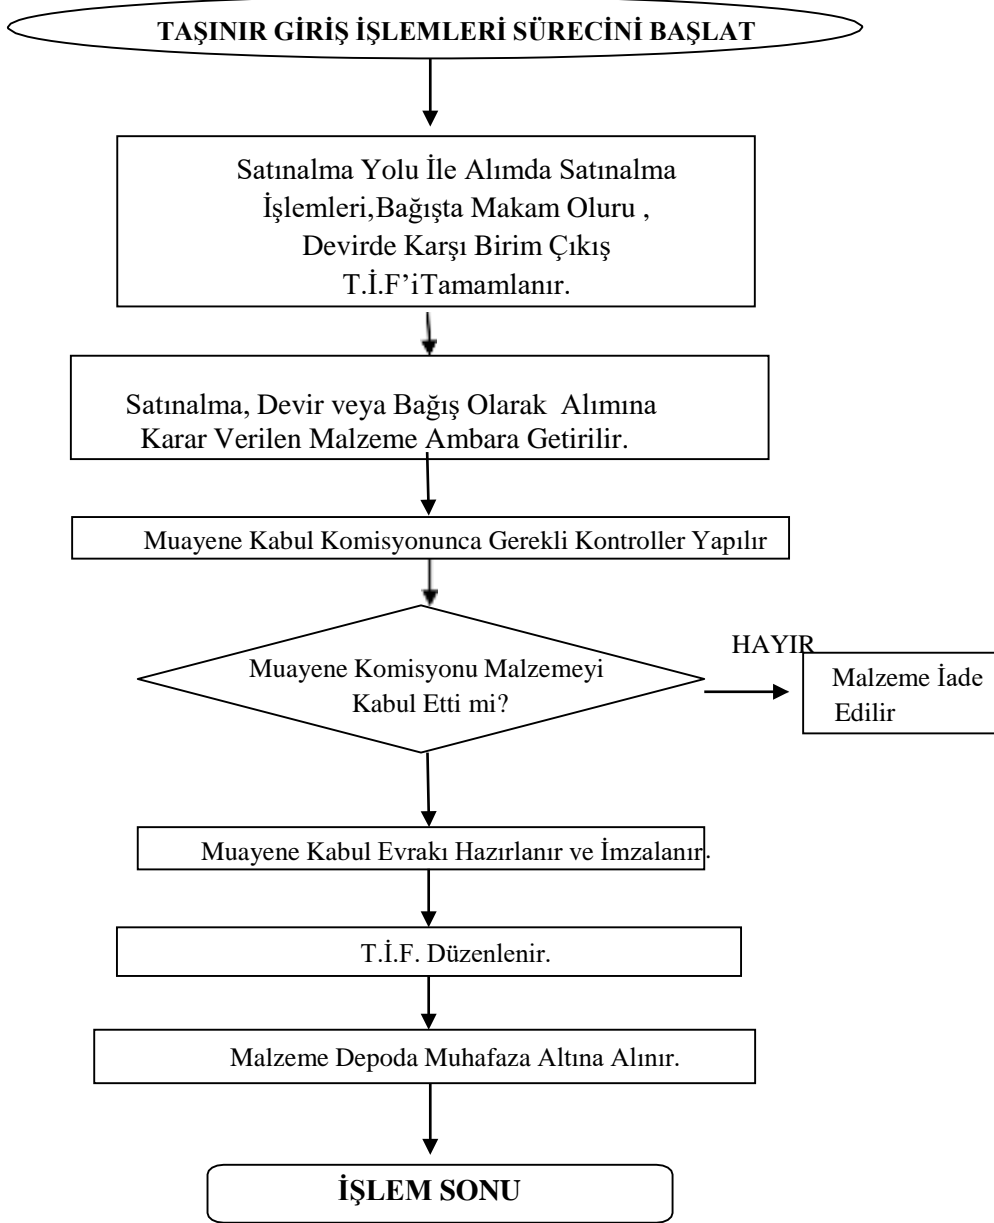 TAŞINIR GİRİŞ İŞLEMLERİ SÜRECİNİ BAŞLAT
Satınalma Yolu İle Alımda Satınalma
İşlemleri,Bağışta Makam Oluru ,
Devirde Karşı Birim Çıkış
T.İ.F’iTamamlanır.
Satınalma, Devir veya Bağış Olarak Alımına
Karar Verilen Malzeme Ambara Getirilir.
Muayene Kabul Komisyonunca Gerekli Kontroller Yapılır
Muayene Komisyonu Malzemeyi
Kabul Etti mi?
HAYIR
Malzeme İade
Edilir
Muayene Kabul Evrakı Hazırlanır ve İmzalanır.
T.İ.F. Düzenlenir.
Malzeme Depoda Muhafaza Altına Alınır.
İŞLEM SONU